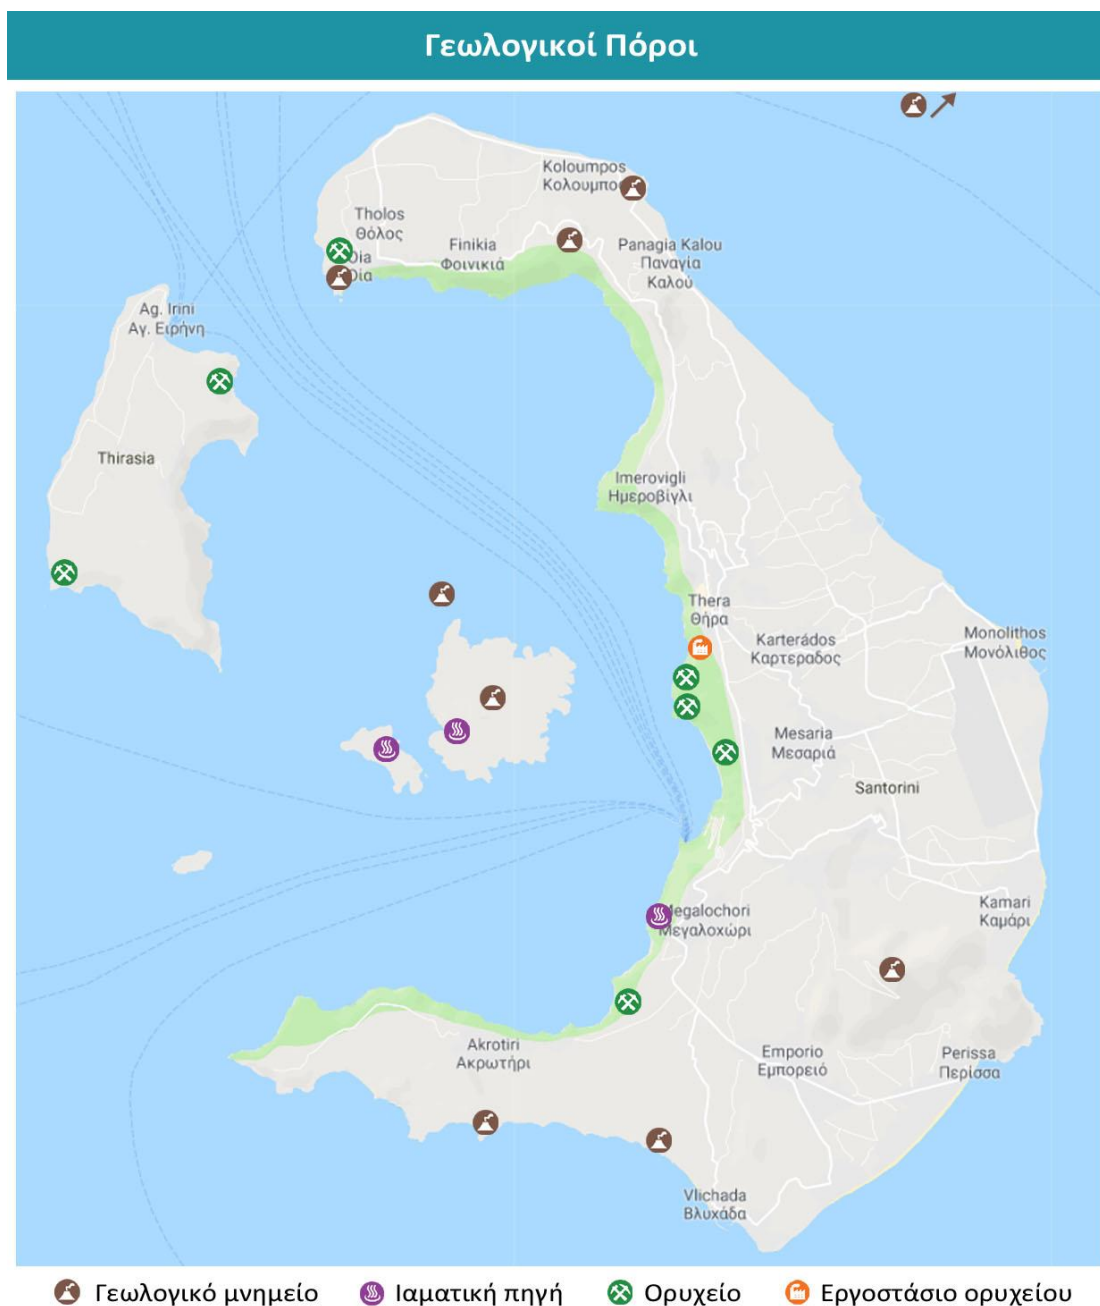 Γεωλογικοί Πόροι
Koloumpos
Κολουμπο
Tholos
Θόλος
Finikia
Φοινικιά
Panagia Kalou
Παναγία
Καλού
Oia
Οία
Ag. Irini
Αγ. Ειρήνη
Thirasia
Imerovigli
Ημεροβίγλι
Thera
Θήρα
Karterádos
Καρτεραδος
Monolithos
Μονόλιθος
Mesaria
Μεσαριά
Santorini
Megalochori
Μεγαλοχώρι
Kamari
Καμάρι
Akrotiri
Ακρωτήρι
Emporio
Εμπορειό
Perissa
Περίσσα
Vlichada
Βλυχάδα
Γεωλογικό μνημείο Ιαματική πηγή Ορυχείο Εργοστάσιο ορυχείου